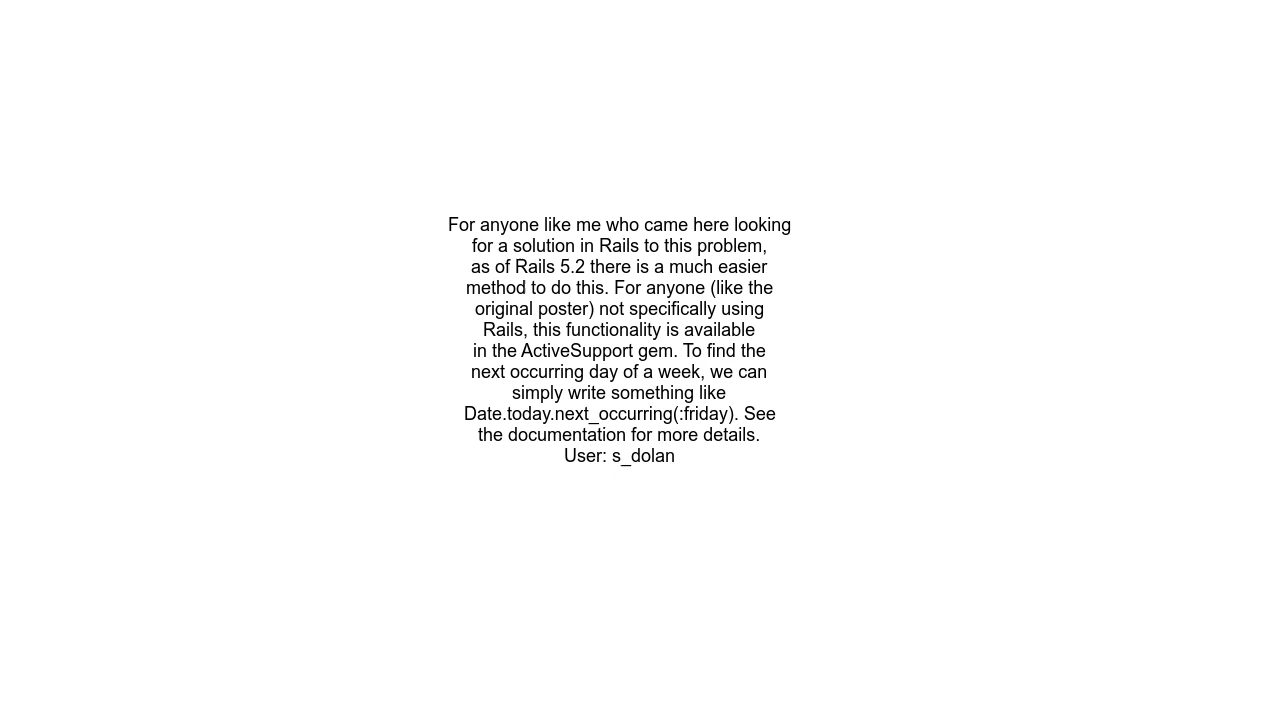 For anyone like me who came here looking
for a solution in Rails to this problem,
as of Rails 5.2 there is a much easier
method to do this. For anyone (like the
original poster) not specifically using
Rails, this functionality is available
in the ActiveSupport gem. To find the
next occurring day of a week, we can
simply write something like
Date.today.next_occurring(:friday). See
the documentation for more details.
User: s_dolan